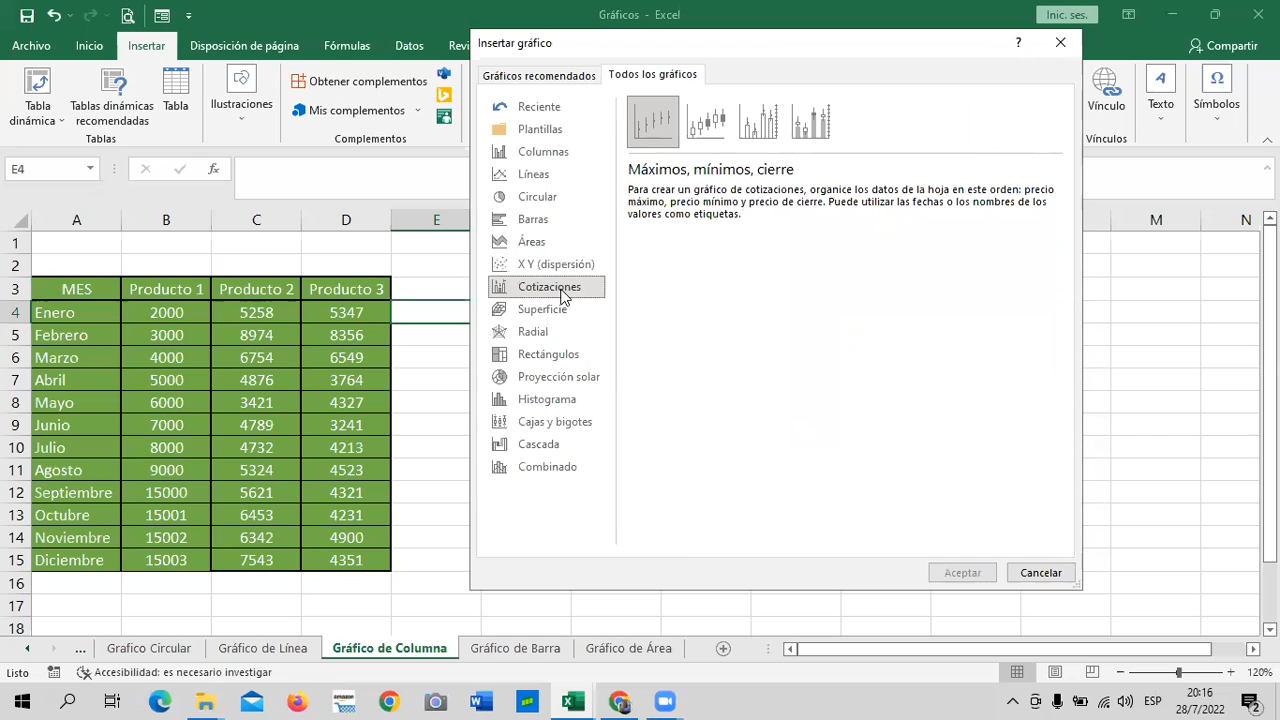 Gráficos - Excel
Inic. ses.
Archivo
Inicio
Insertar
Disposición de página
Fórmulas
Datos
Compartir
Tabla dinámica
Tablas dinámicas recomendadas
Tabla
Ilustraciones
Obtener complementos
Mis complementos
Vínculo
Texto
Símbolos
Tablas
Complementos
Vínculos
E4
fx
Insertar gráfico
?
Gráficos recomendados
Todos los gráficos
Reciente
Plantillas
Columnas
Líneas
Circular
Barras
Áreas
X Y (dispersión)
Cotizaciones
Superficie
Radial
Rectángulos
Proyección solar
Histograma
Cajas y bigotes
Cascada
Combinado
Máximos, mínimos, cierre
Para crear un gráfico de cotizaciones, organice los datos de la hoja en este orden: precio
máximo, precio mínimo y precio de cierre. Puede utilizar las fechas o los nombres de los
valores como etiquetas.
Aceptar
Cancelar
A B C D E M N
1
2
3 MES Producto 1 Producto 2 Producto 3
4 Enero 2000 5258 5347
5 Febrero 3000 8974 8356
6 Marzo 4000 6754 6549
7 Abril 5000 4876 3764
8 Mayo 6000 3421 4327
9 Junio 7000 4789 3241
10 Julio 8000 4732 4213
11 Agosto 9000 5324 4523
12 Septiembre 15000 5621 4321
13 Octubre 15001 6453 4231
14 Noviembre 15002 6342 4900
15 Diciembre 15003 7543 4351
16
17
18
... Grafico Circular Gráfico de Línea Gráfico de Columna Gráfico de Barra Gráfico de Área
Listo
Accesibilidad: es necesario investigar
120%
ESP
20:16
28/7/2022
2